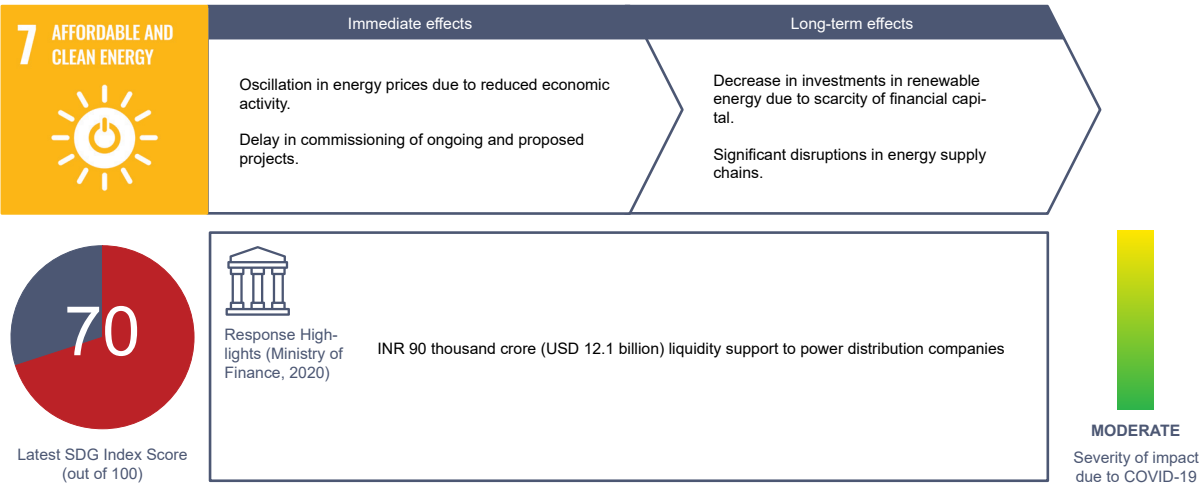 7 AFFORDABLE AND
CLEAN ENERGY
Immediate effects
Long-term effects
Oscillation in energy prices due to reduced economic
activity.
Delay in commissioning of ongoing and proposed
projects.
Decrease in investments in renewable
energy due to scarcity of financial capi-
tal.
Significant disruptions in energy supply
chains.
70
Latest SDG Index Score
(out of 100)
Response High-
lights (Ministry of
Finance, 2020)
INR 90 thousand crore (USD 12.1 billion) liquidity support to power distribution companies
MODERATE
Severity of impact
due to COVID-19